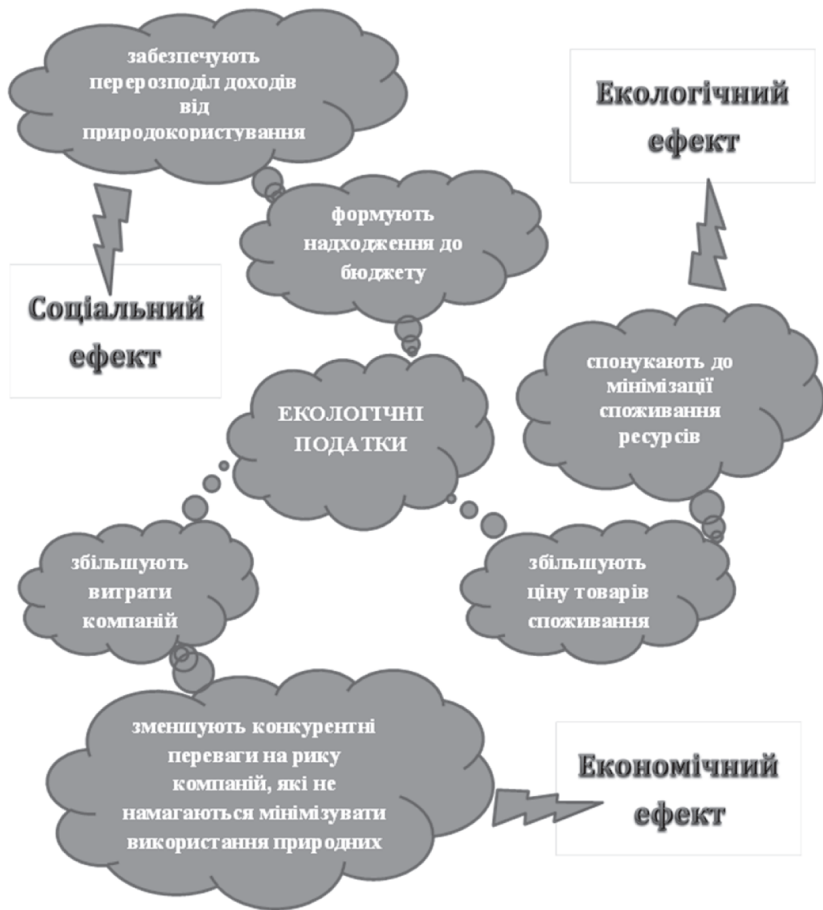 забезпечують
перерозподіл доходів
від
природокористування
Екологічний
ефект
формують
надходження до
бюджету
Соціальний
ефект
спонукають до
мінімізації
споживання
ресурсів
ЕКОЛОГІЧНІ
ПОДАТКИ
збільшують
витрати
компаній
збільшують
ціну товарів
споживання
зменшують конкурентні
переваги на рику
компаній, які не
намагаються мінімізувати
використання природних
Економічний
ефект